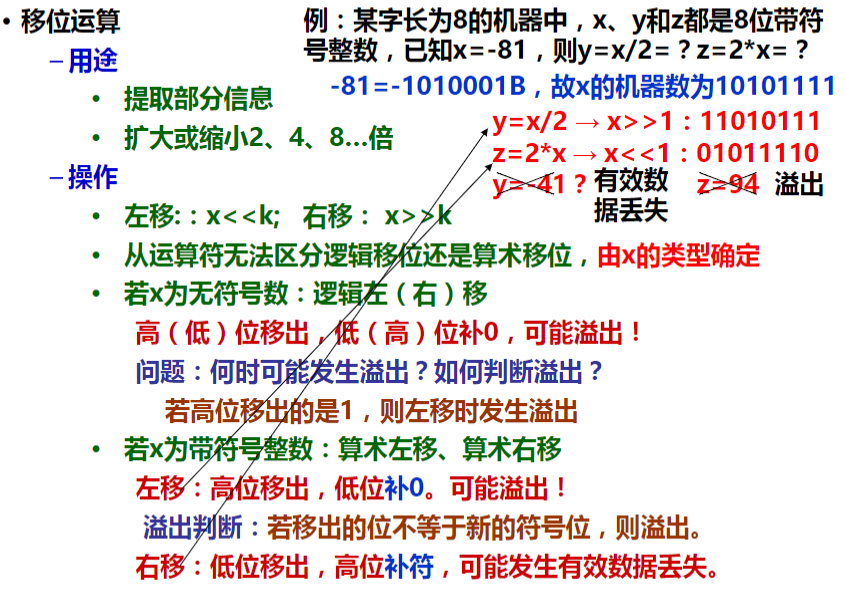 • 移位运算
– 用途
• 提取部分信息
• 扩大或缩小2、4、8…倍
– 操作
• 左移:：x<<k; 右移： x>>k
• 从运算符无法区分逻辑移位还是算术移位，由x的类型确定
• 若x为无符号数：逻辑左（右）移
高（低）位移出，低（高）位补0，可能溢出！
问题：何时可能发生溢出？如何判断溢出？
若高位移出的是1，则左移时发生溢出
• 若x为带符号整数：算术左移、算术右移
左移：高位移出，低位补0。可能溢出！
溢出判断：若移出的位不等于新的符号位，则溢出。
右移：低位移出，高位补符，可能发生有效数据丢失。
例：某字长为8的机器中，x、y和z都是8位带符
号整数，已知x=-81，则y=x/2=？z=2*x=？
-81=-1010001B，故x的机器数为10101111
y=x/2 → x>>1：11010111
z=2*x → x<<1：01011110
y=-41？ 有效数 z=94 溢出
据丢失